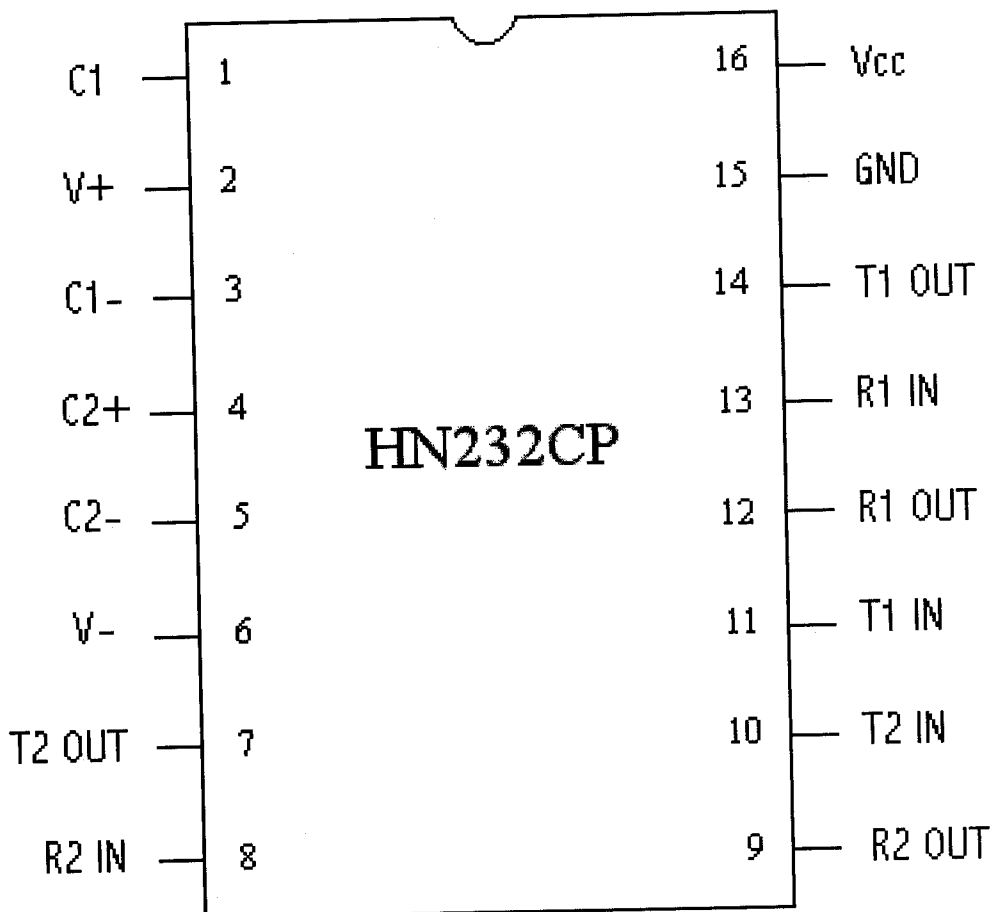 C1 1 16 Vcc
V+ 2 15 GND
C1- 3 14 T1 OUT
C2+ 4 13 R1 IN
HN232CP
C2- 5 12 R1 OUT
V- 6 11 T1 IN
T2 OUT 7 10 T2 IN
R2 IN 8 9 R2 OUT